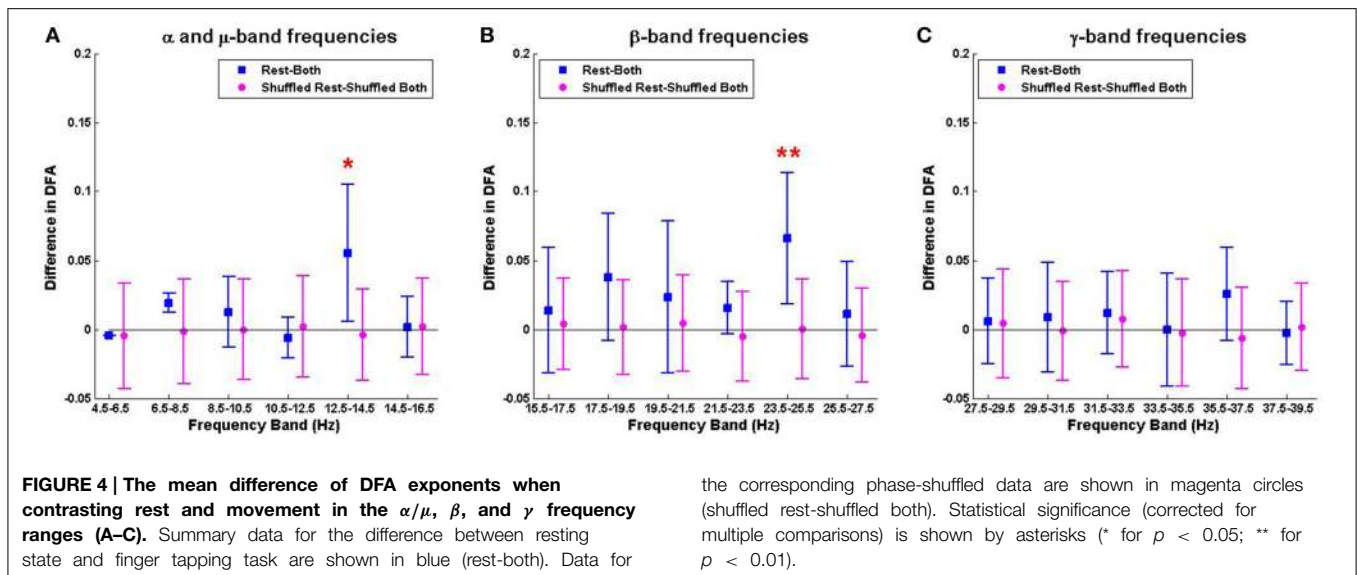 A
α and μ-band frequencies
0.2
0.15
0.1
0.05
0
-0.05
Difference in DFA
Rest-Both
Shuffled Rest-Shuffled Both
*
4.5-6.5 6.5-8.5 8.5-10.5 10.5-12.5 12.5-14.5 14.5-16.5
Frequency Band (Hz)
B
β-band frequencies
0.2
0.15
0.1
0.05
0
-0.05
Difference in DFA
Rest-Both
Shuffled Rest-Shuffled Both
**
15.5-17.5 17.5-19.5 19.5-21.5 21.5-23.5 23.5-25.5 25.5-27.5
Frequency Band (Hz)
C
γ-band frequencies
0.2
0.15
0.1
0.05
0
-0.05
Difference in DFA
Rest-Both
Shuffled Rest-Shuffled Both
27.5-29.5 29.5-31.5 31.5-33.5 33.5-35.5 35.5-37.5 37.5-39.5
Frequency Band (Hz)
FIGURE 4 | The mean difference of DFA exponents when
contrasting rest and movement in the α/μ, β, and γ frequency
ranges (A–C). Summary data for the difference between resting
state and finger tapping task are shown in blue (rest-both). Data for
the corresponding phase-shuffled data are shown in magenta circles
(shuffled rest-shuffled both). Statistical significance (corrected for
multiple comparisons) is shown by asterisks (* for p < 0.05; ** for
p < 0.01).